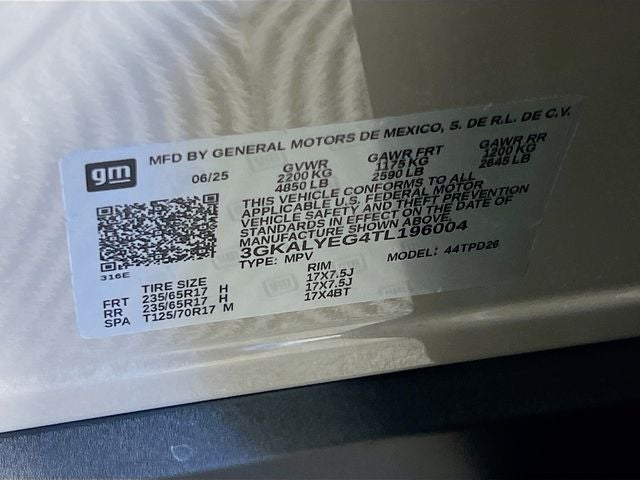 gm
MFD BY GENERAL MOTORS DE MEXICO, S. DE R.L. DE C.V.
06/25 GVWR GAWR FRT GAWR RR
2200 KG 1175 KG 1200 KG
4850 LB 2590 LB 2645 LB
THIS VEHICLE CONFORMS TO ALL
APPLICABLE U.S. FEDERAL MOTOR
VEHICLE SAFETY AND THEFT PREVENTION
STANDARDS IN EFFECT ON THE DATE OF
MANUFACTURE SHOWN ABOVE.
3GKALYEG4TL196004
TYPE: MPV MODEL: 44TPD26
316E
TIRE SIZE RIM
FRT 235/65R17 H 17X7.5J
RR 235/65R17 H 17X7.5J
SPA T125/70R17 M 17X4BT